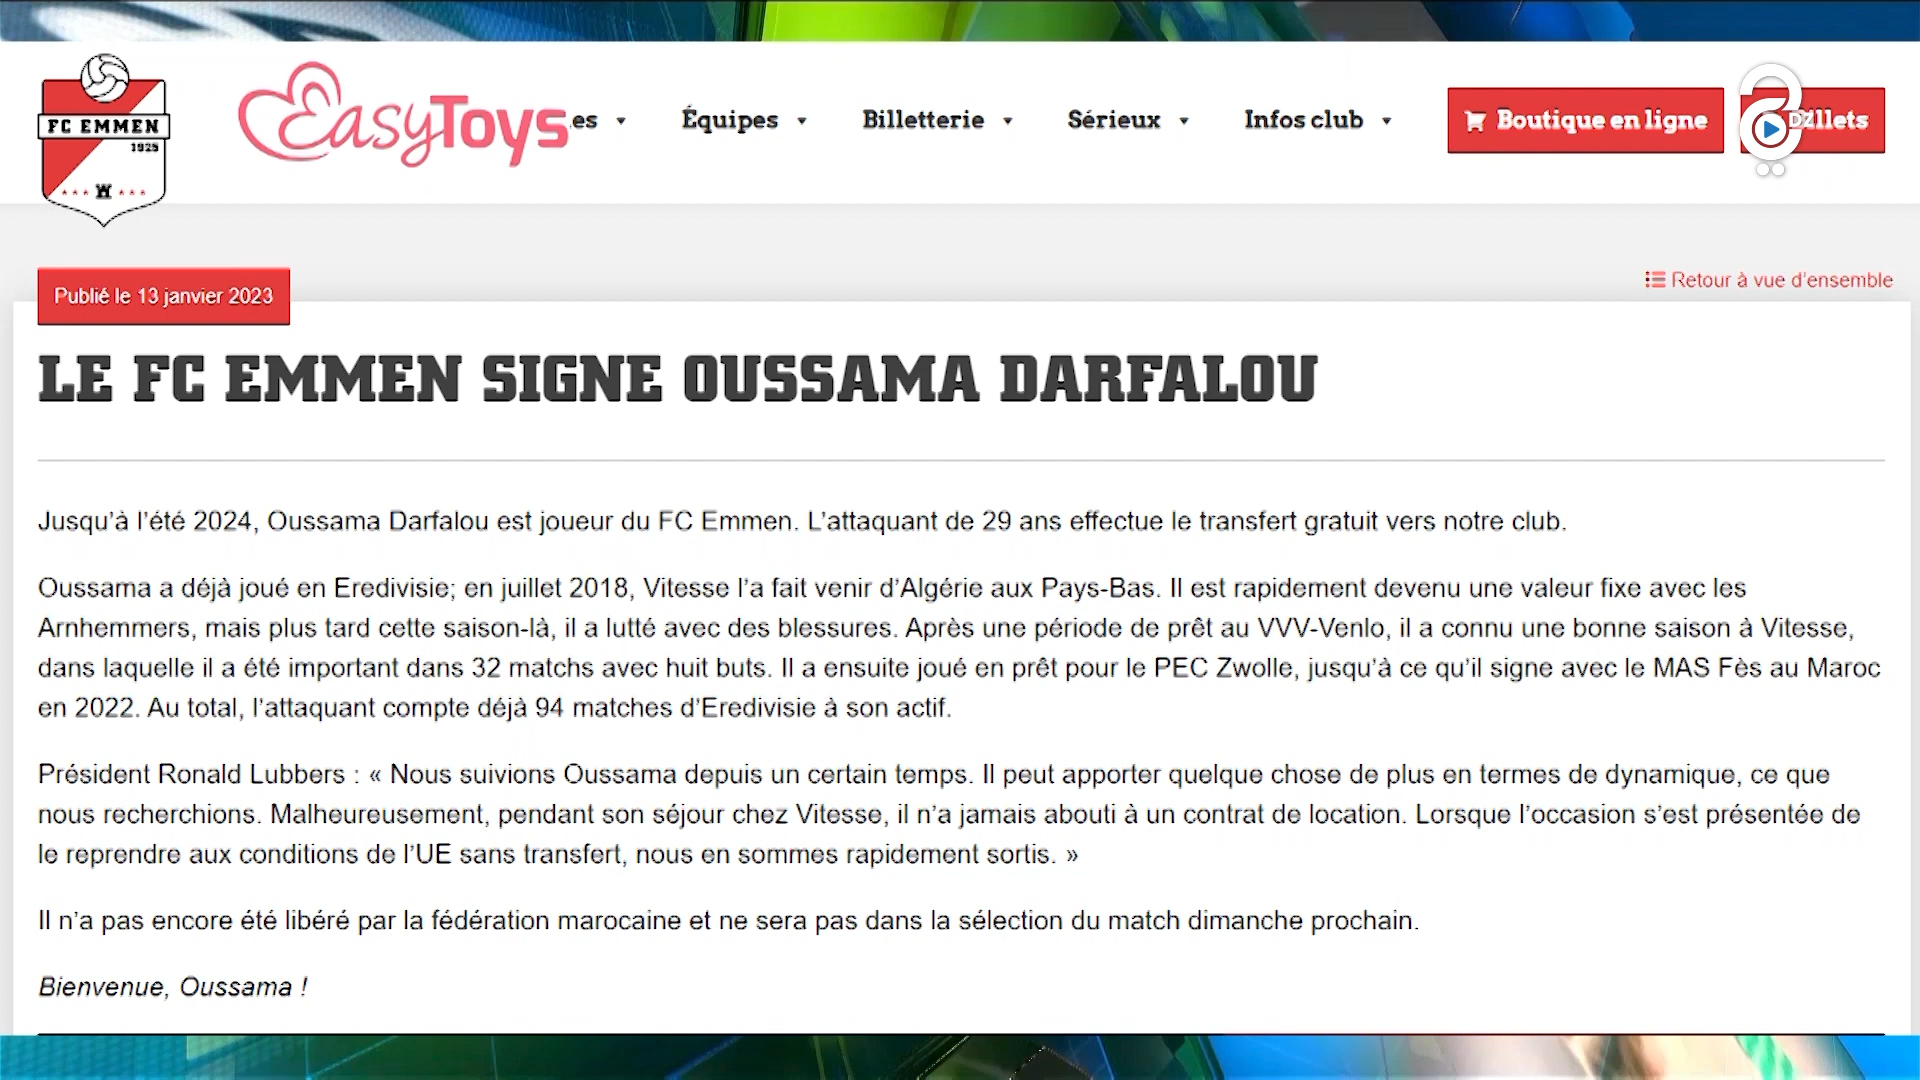 FC EMMEN
1925
EasyToys
es
Équipes
Billetterie
Sérieux
Infos club
Boutique en ligne
DZ
llets
Publié le 13 janvier 2023
Retour à vue d'ensemble
LE FC EMMEN SIGNE OUSSAMA DARFALOU
Jusqu'à l'été 2024, Oussama Darfalou est joueur du FC Emmen. L'attaquant de 29 ans effectue le transfert gratuit vers notre club.
Oussama a déjà joué en Eredivisie; en juillet 2018, Vitesse l'a fait venir d'Algérie aux Pays-Bas. Il est rapidement devenu une valeur fixe avec les
Arnhemmers, mais plus tard cette saison-là, il a lutté avec des blessures. Après une période de prêt au VVV-Venlo, il a connu une bonne saison à Vitesse,
dans laquelle il a été important dans 32 matchs avec huit buts. Il a ensuite joué en prêt pour le PEC Zwolle, jusqu'à ce qu'il signe avec le MAS Fès au Maroc
en 2022. Au total, l'attaquant compte déjà 94 matches d'Eredivisie à son actif.
Président Ronald Lubbers : « Nous suivions Oussama depuis un certain temps. Il peut apporter quelque chose de plus en termes de dynamique, ce que
nous recherchions. Malheureusement, pendant son séjour chez Vitesse, il n'a jamais abouti à un contrat de location. Lorsque l'occasion s'est présentée de
le reprendre aux conditions de l'UE sans transfert, nous en sommes rapidement sortis. »
Il n'a pas encore été libéré par la fédération marocaine et ne sera pas dans la sélection du match dimanche prochain.
Bienvenue, Oussama !